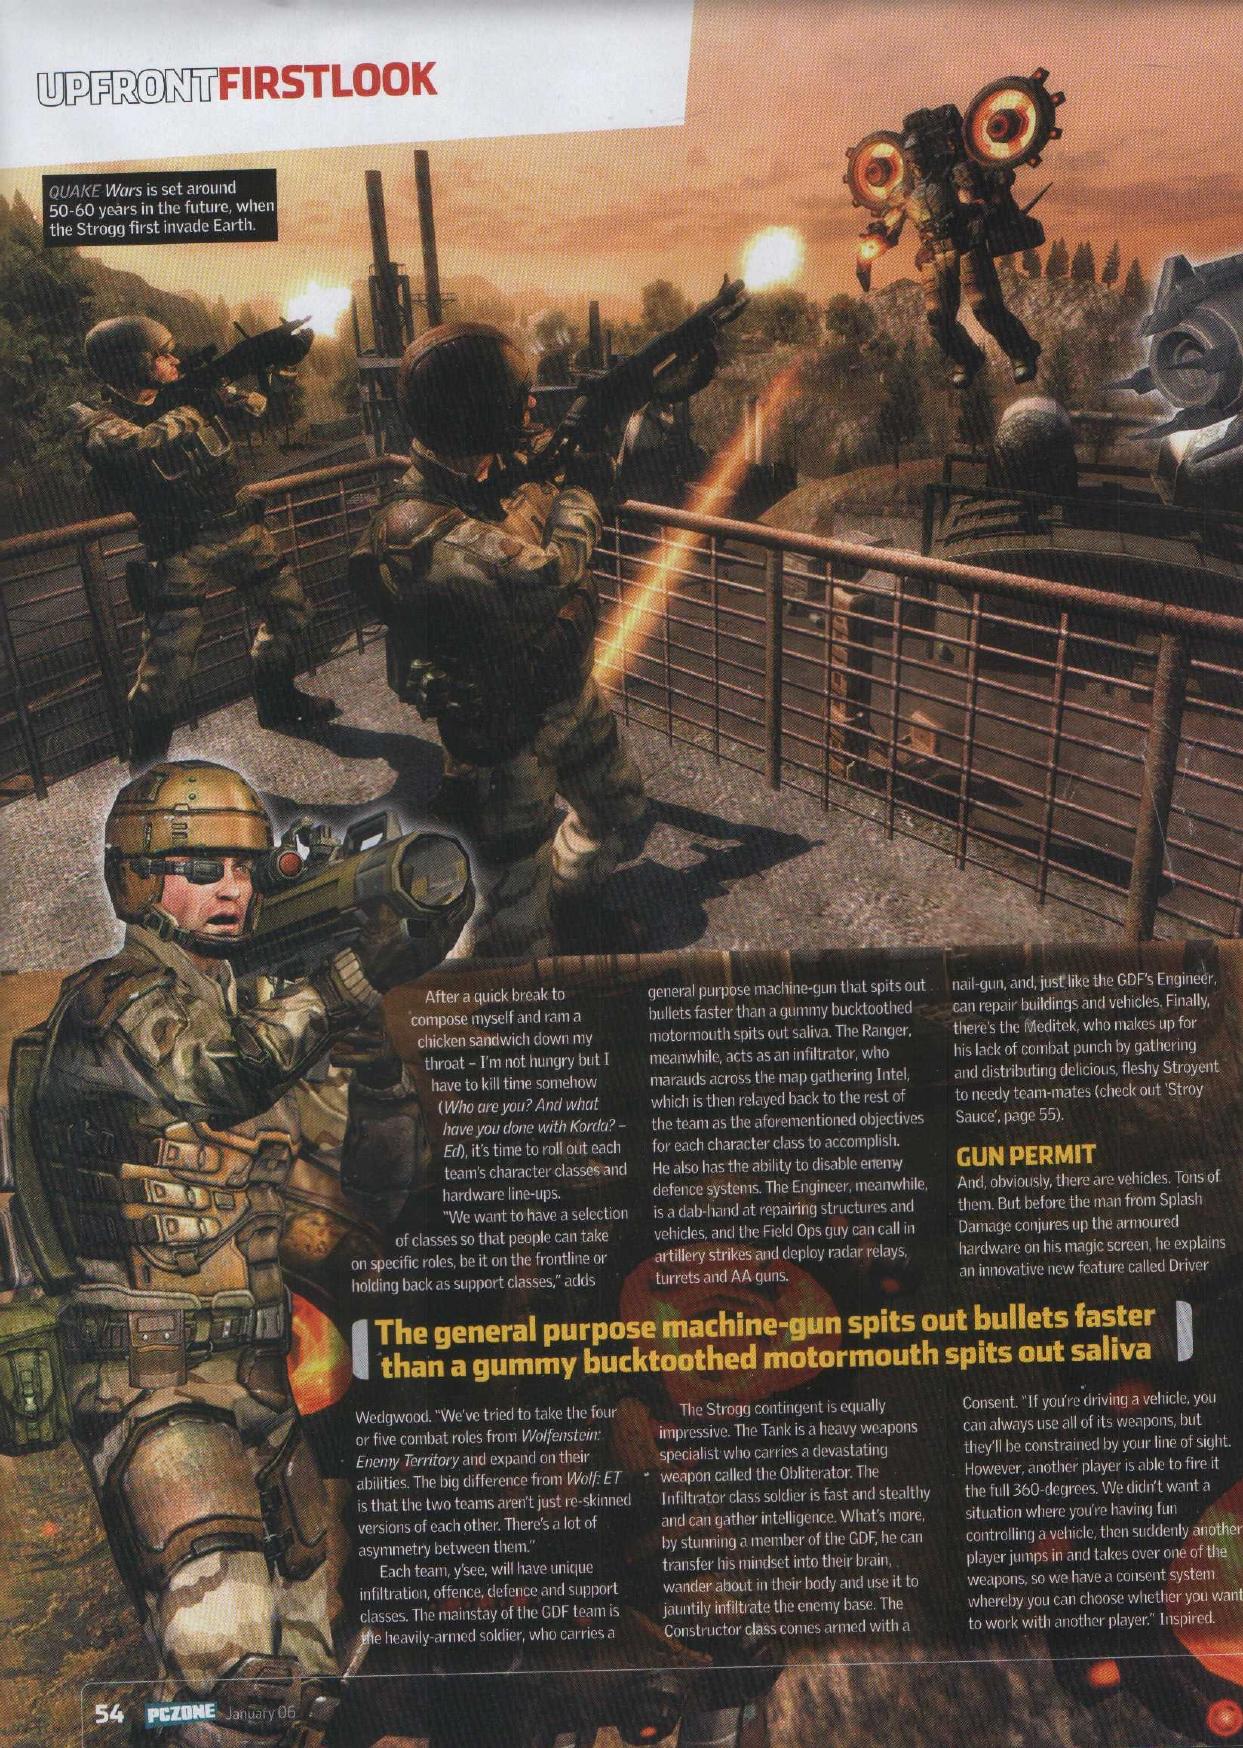 UPFRONTFIRSTLOOK
QUAKE Wars is set around
50-60 years in the future, when
the Strogg first invade Earth.
After a quick break to
compose myself and ram a
chicken sandwich down my
throat – I'm not hungry but I
have to kill time somehow
(Who are you? And what
have you done with Korda? –
Ed), it's time to roll out each
team's character classes and
hardware line-ups.
"We want to have a selection
of classes so that people can take
on specific roles, be it on the frontline or
holding back as support classes," adds
Wedgwood. "We've tried to take the four
or five combat roles from Wolfenstein:
Enemy Territory and expand on their
abilities. The big difference from Wolf: ET
is that the two teams aren't just re-skinned
versions of each other. There's a lot of
asymmetry between them."
Each team, y'see, will have unique
infiltration, offence, defence and support
classes. The mainstay of the GDF team is
the heavily-armed soldier, who carries a
general purpose machine-gun that spits out
bullets faster than a gummy bucktoothed
motormouth spits out saliva. The Ranger,
meanwhile, acts as an infiltrator, who
marauds across the map gathering Intel,
which is then relayed back to the rest of
the team as the aforementioned objectives
for each character class to accomplish.
He also has the ability to disable enemy
defence systems. The Engineer, meanwhile,
is a dab-hand at repairing structures and
vehicles, and the Field Ops guy can call in
artillery strikes and deploy radar relays,
turrets and AA guns.
The Strogg contingent is equally
impressive. The Tank is a heavy weapons
specialist who carries a devastating
weapon called the Obliterator. The
Infiltrator class soldier is fast and stealthy
and can gather intelligence. What's more,
by stunning a member of the GDF, he can
transfer his mindset into their brain,
wander about in their body and use it to
jauntily infiltrate the enemy base. The
Constructor class comes armed with a
nail-gun, and, just like the GDF's Engineer,
can repair buildings and vehicles. Finally,
there's the Meditek, who makes up for
his lack of combat punch by gathering
and distributing delicious, fleshy Stroyent
to needy team-mates (check out 'Stroy
Sauce', page 55).
GUN PERMIT
And, obviously, there are vehicles. Tons of
them. But before the man from Splash
Damage conjures up the armoured
hardware on his magic screen, he explains
an innovative new feature called Driver
Consent. "If you're driving a vehicle, you
can always use all of its weapons, but
they'll be constrained by your line of sight.
However, another player is able to fire it
the full 360-degrees. We didn't want a
situation where you're having fun
controlling a vehicle, then suddenly another
player jumps in and takes over one of the
weapons, so we have a consent system
whereby you can choose whether you want
to work with another player." Inspired.
The general purpose machine-gun spits out bullets faster
than a gummy bucktoothed motormouth spits out saliva
54 PCZONE January 06